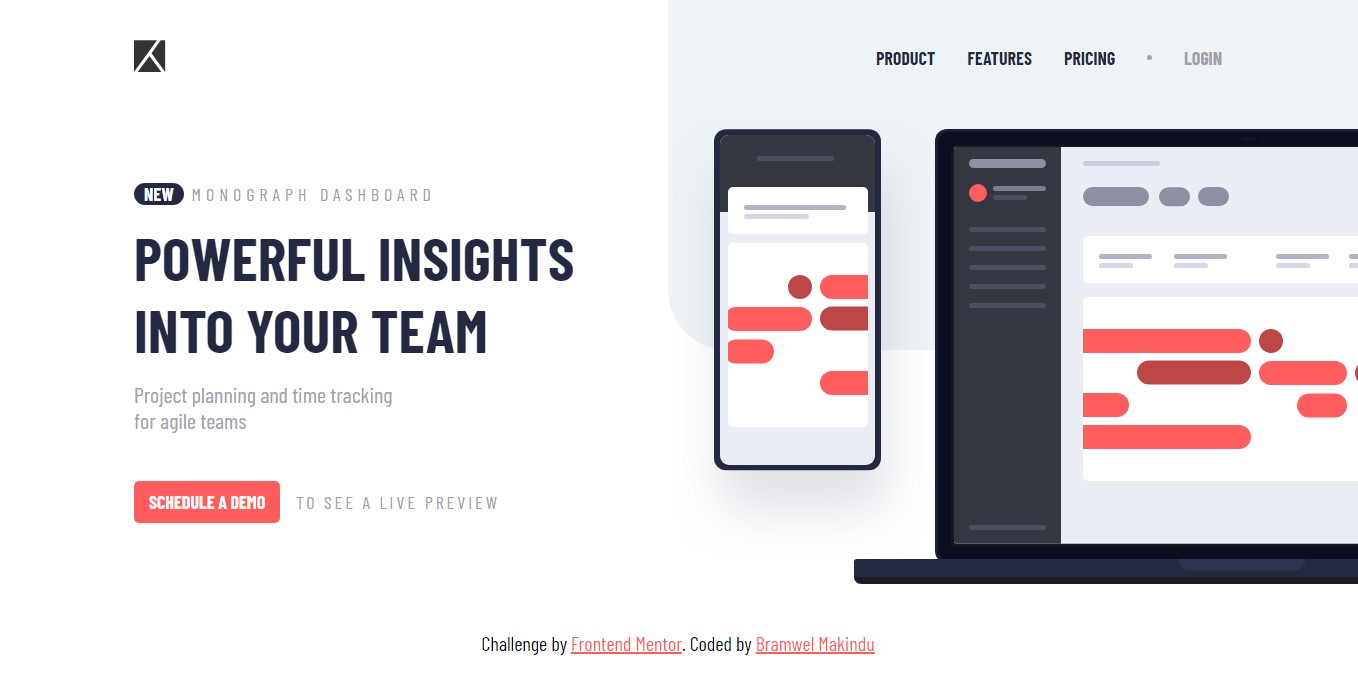 PRODUCT FEATURES PRICING • LOGIN
NEW MONOGRAPH DASHBOARD
POWERFUL INSIGHTS
INTO YOUR TEAM
Project planning and time tracking
for agile teams
SCHEDULE A DEMO TO SEE A LIVE PREVIEW
Challenge by Frontend Mentor. Coded by Bramwel Makindu